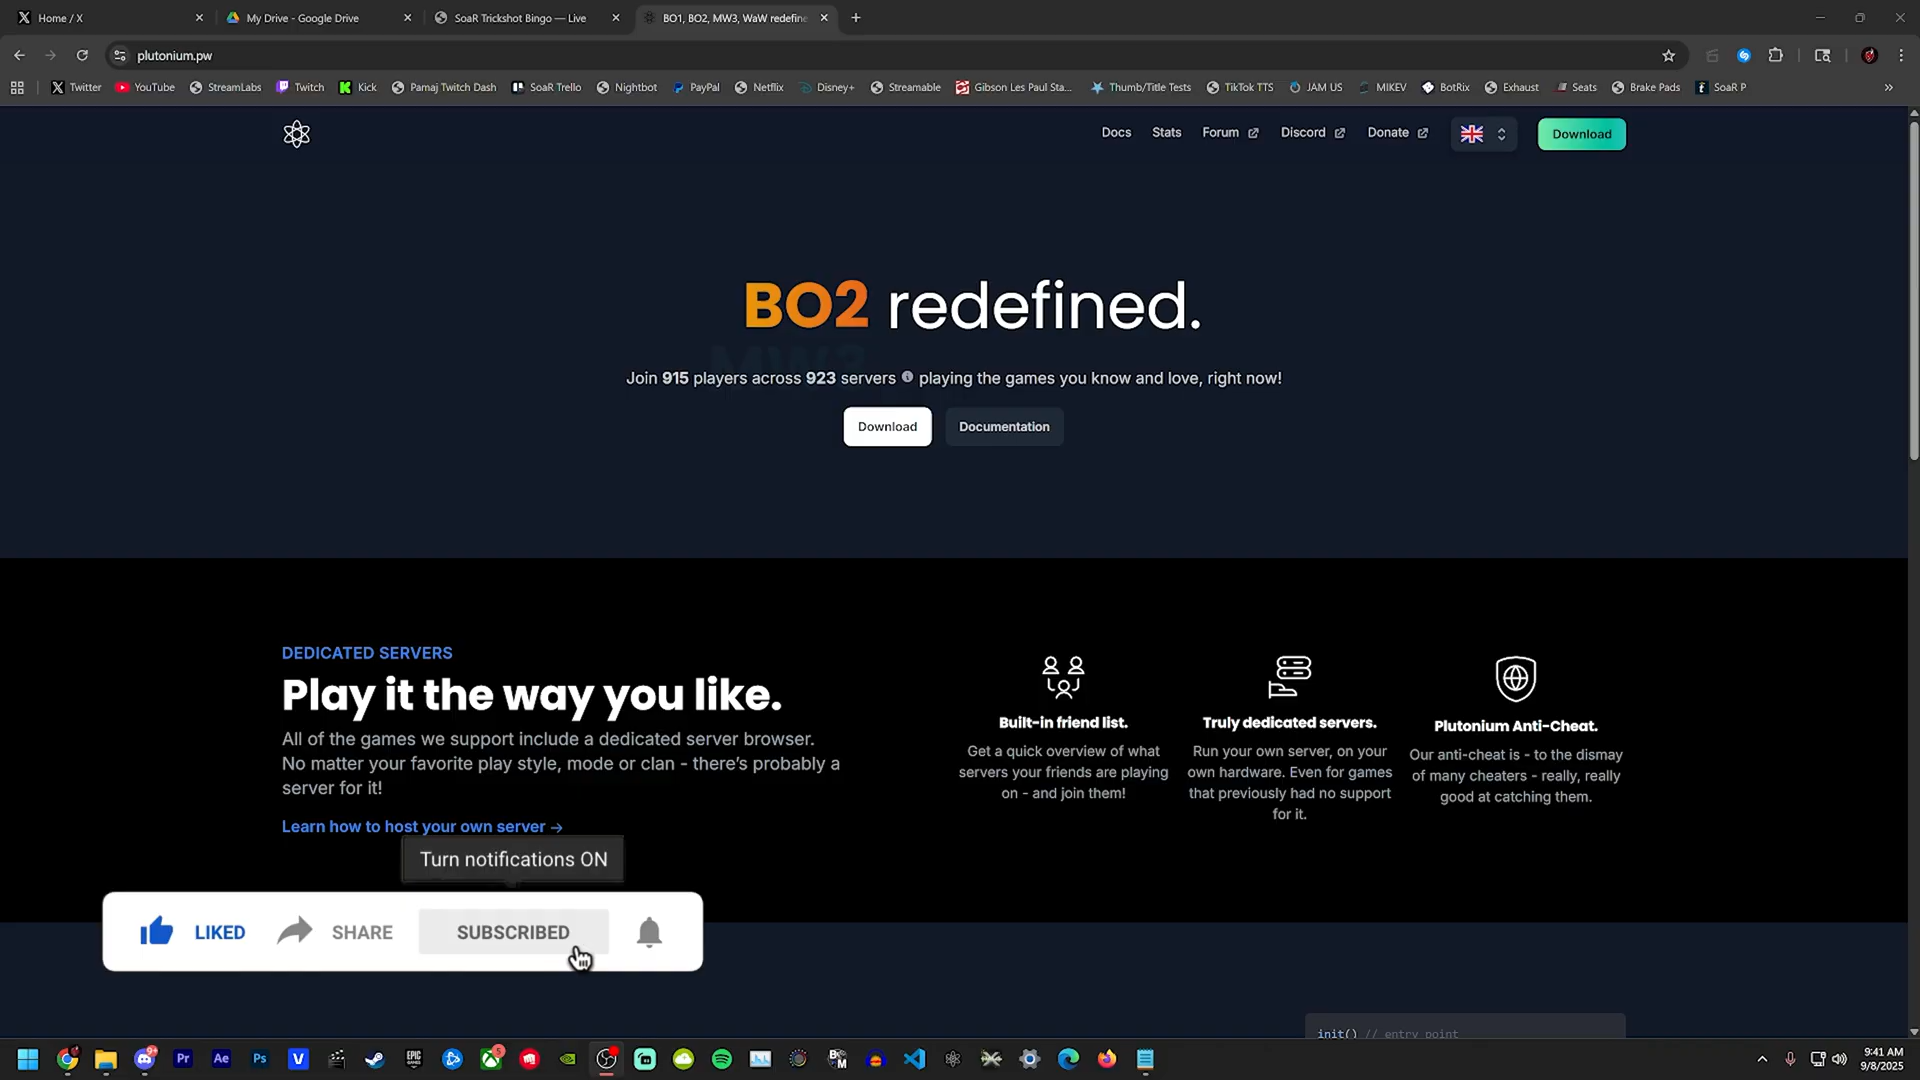 Home / X
My Drive - Google Drive
SoaR Trickshot Bingo — Live
BO1, BO2, MW3, WaW redefine
plutonium.pw
Twitter
YouTube
StreamLabs
Twitch
Kick
Pamaj Twitch Dash
SoaR Trello
Nightbot
PayPal
Netflix
Disney+
Streamable
Gibson Les Paul Sta...
Thumb/Title Tests
TikTok TTS
JAM US
MIKEV
BotRix
Exhaust
Seats
Brake Pads
SoaR P
Docs
Stats
Forum
Discord
Donate
Download
BO2 redefined.
MW3
Join 915 players across 923 servers playing the games you know and love, right now!
Download
Documentation
DEDICATED SERVERS
Play it the way you like.
All of the games we support include a dedicated server browser.
No matter your favorite play style, mode or clan - there's probably a
server for it!
Learn how to host your own server →
Built-in friend list.
Get a quick overview of what
servers your friends are playing
on - and join them!
Truly dedicated servers.
Run your own server, on your
own hardware. Even for games
that previously had no support
for it.
Plutonium Anti-Cheat.
Our anti-cheat is - to the dismay
of many cheaters - really, really
good at catching them.
Turn notifications ON
LIKED
SHARE
SUBSCRIBED
init() // entry point
Pr
Ae
Ps
V
EPIC
9:41 AM
9/8/2025